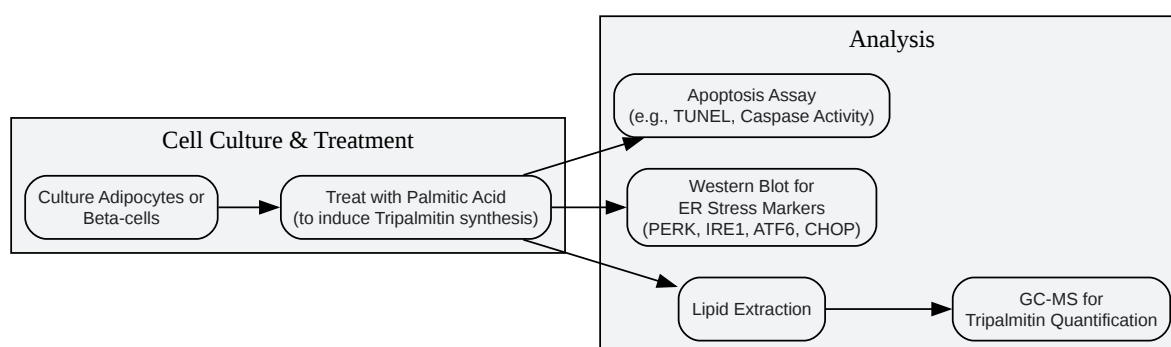 Analysis
Apoptosis Assay
(e.g., TUNEL, Caspase Activity)
Cell Culture & Treatment
Culture Adipocytes or
Beta-cells
Treat with Palmitic Acid
(to induce Tripalmitin synthesis)
Western Blot for
ER Stress Markers
(PERK, IRE1, ATF6, CHOP)
Lipid Extraction
GC-MS for
Tripalmitin Quantification